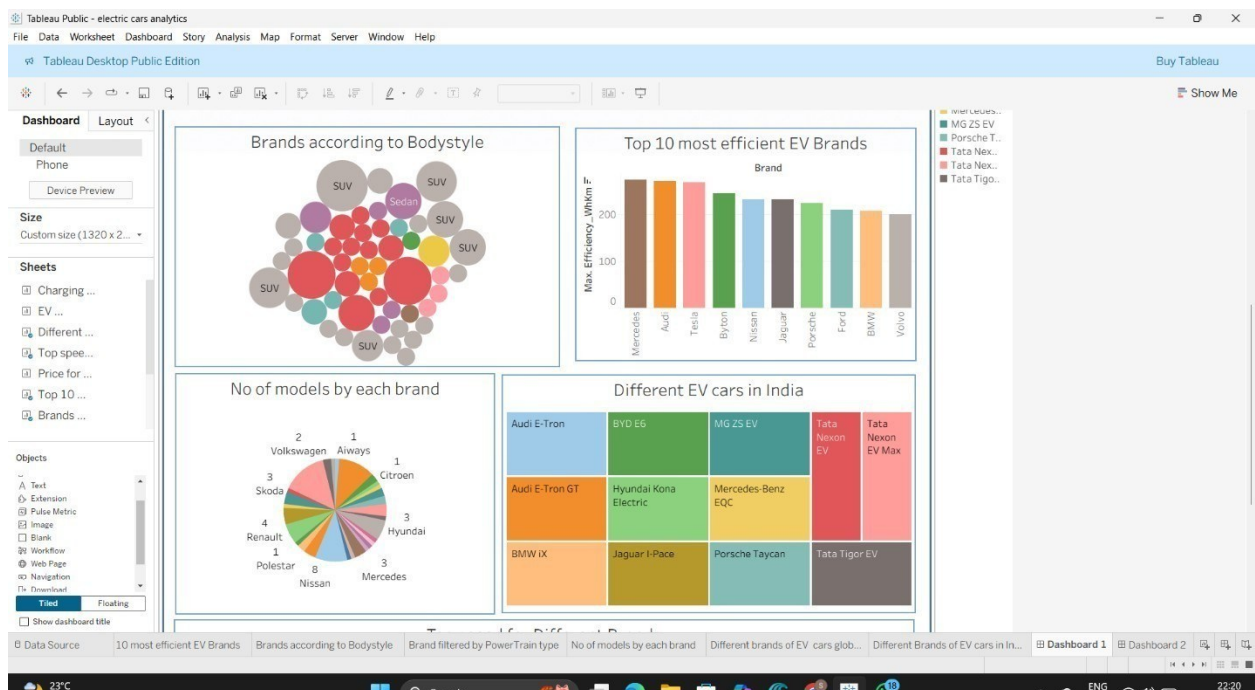 Tableau Public - electric cars analytics
File Data Worksheet Dashboard Story Analysis Map Format Server Window Help
Tableau Desktop Public Edition
Buy Tableau
Show Me
Dashboard Layout
Default
Phone
Device Preview
Size
Custom size (1320 x 2...
Sheets
Charging ...
EV ...
Different ...
Top spee...
Price for ...
Top 10 ...
Brands ...
Objects
Text
Extension
Pulse Metric
Image
Blank
Workflow
Web Page
Navigation
Download
Tiled Floating
Show dashboard title
Brands according to Bodystyle
SUV
SUV
Sedan
SUV
SUV
SUV
SUV
Top 10 most efficient EV Brands
Brand
Max. Efficiency_WhKm
200
100
0
Mercedes
Audi
Tesla
Byton
Nissan
Jaguar
Porsche
Ford
BMW
Volvo
Mercedes..
MG ZS EV
Porsche T..
Tata Nex..
Tata Nex..
Tata Tigo..
No of models by each brand
2
Volkswagen
1
Aiways
1
Citroen
3
Hyundai
3
Mercedes
8
Nissan
1
Polestar
4
Renault
3
Skoda
Different EV cars in India
Audi E-Tron
BYD E6
MG ZS EV
Tata
Nexon
EV
Tata
Nexon
EV Max
Audi E-Tron GT
Hyundai Kona
Electric
Mercedes-Benz
EQC
BMW iX
Jaguar I-Pace
Porsche Taycan
Tata Tigor EV
Data Source 10 most efficient EV Brands Brands according to Bodystyle Brand filtered by PowerTrain type No of models by each brand Different brands of EV cars glob... Different Brands of EV cars in In... Dashboard 1 Dashboard 2
23°C
18
ENG
22:20